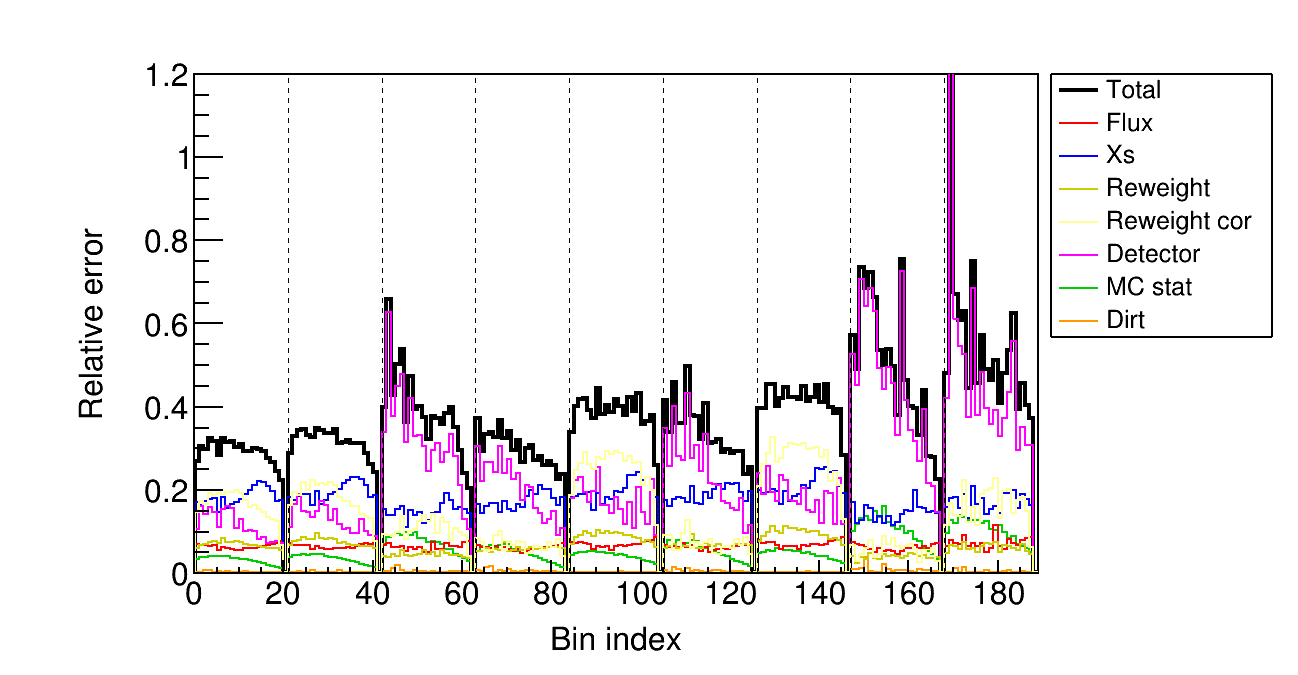 1.2
1
0.8
0.6
0.4
0.2
0
Relative error
0 20 40 60 80 100 120 140 160 180
Bin index
Total
Flux
Xs
Reweight
Reweight cor
Detector
MC stat
Dirt